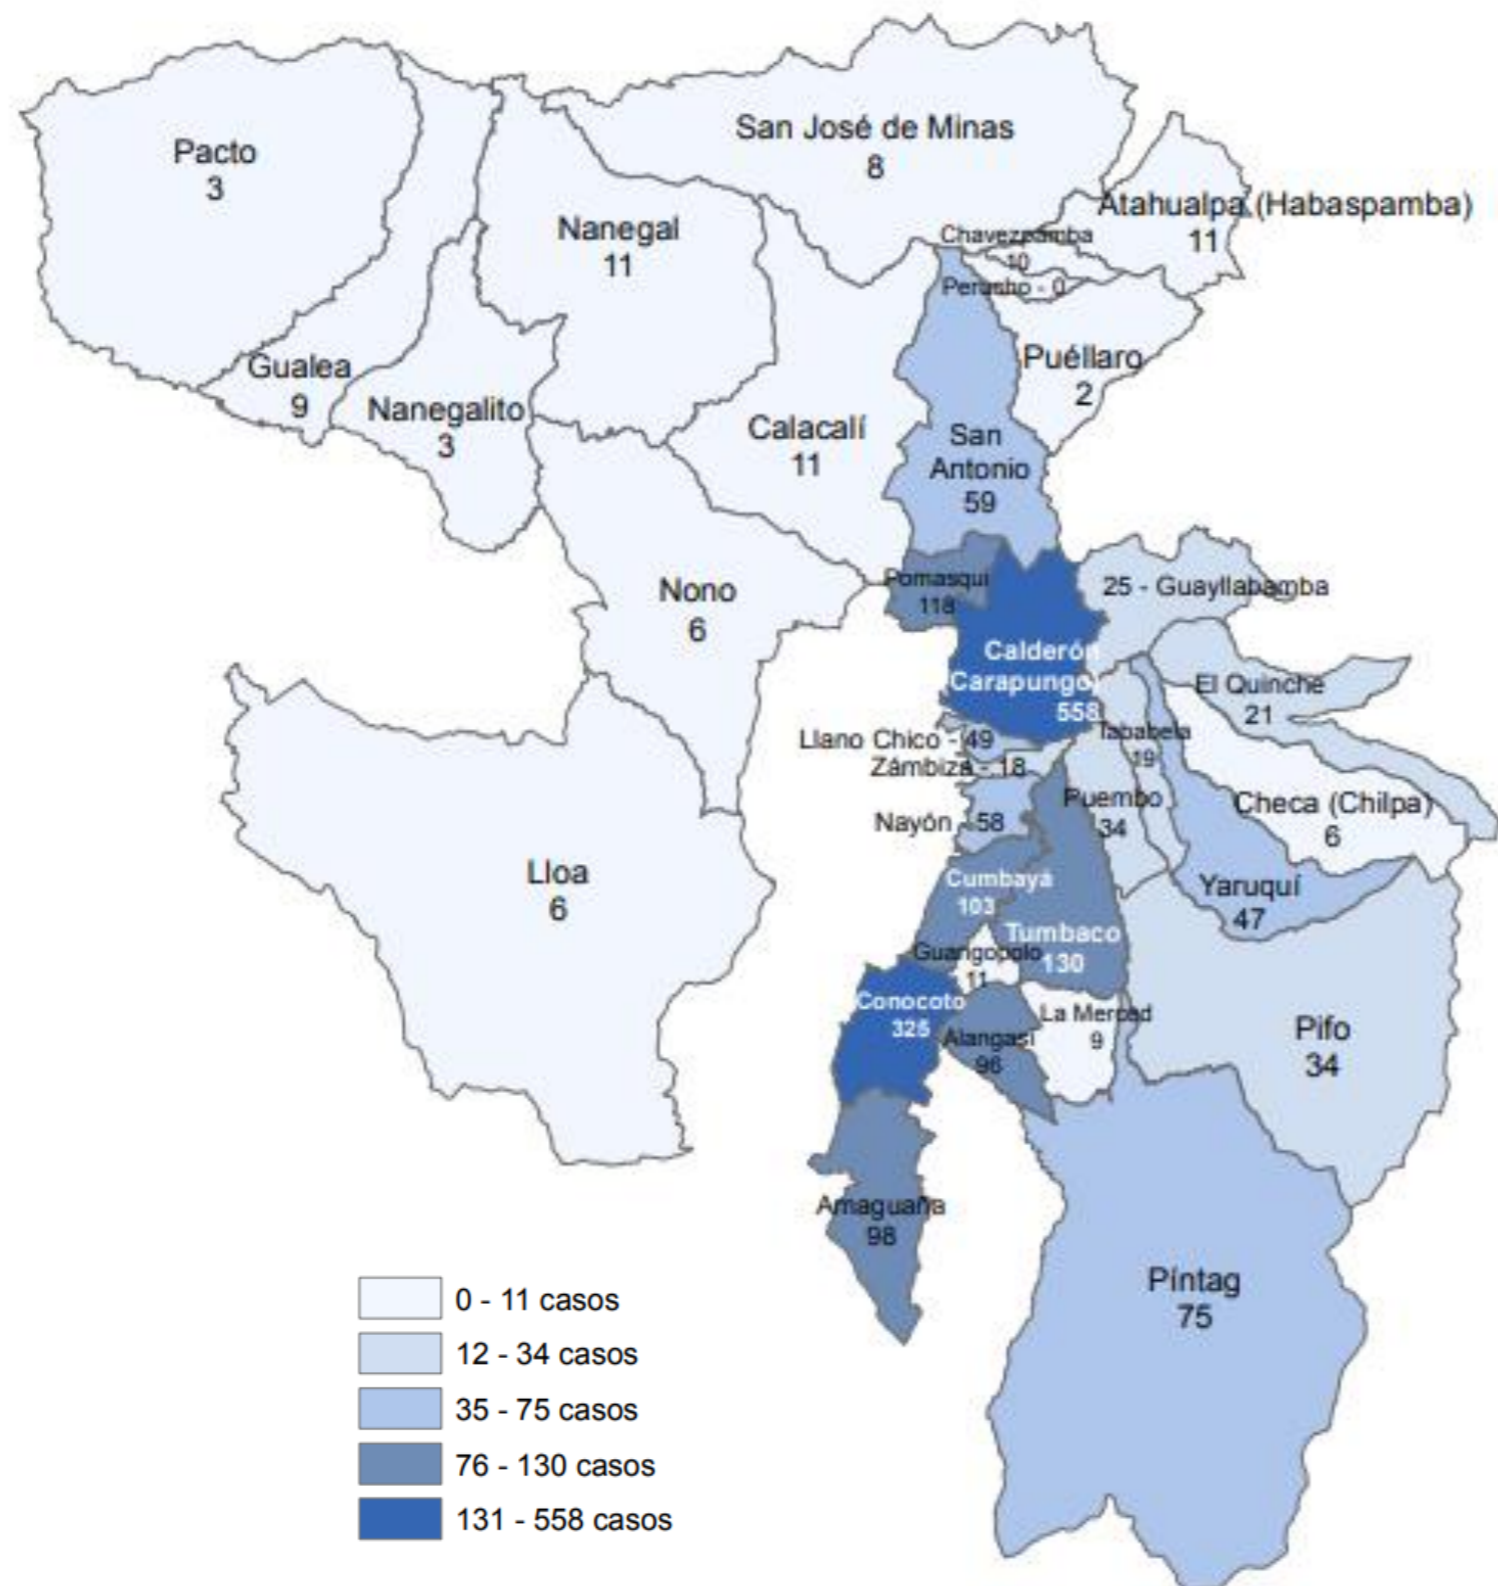 Pacto
3
San José de Minas
8
Atahualpa (Habaspamba)
11
Nanegal
11
Chavezpamba
10
Perucho - 0
Puéllaro
2
Gualea
9
Nanegalito
3
Calacalí
11
San
Antonio
59
Pomasqui
118
25 - Guayllabamba
Nono
6
Calderón
(Carapungo)
558
El Quinche
21
Llano Chico - 49
Tababela
19
Zámbiza - 18
Puembo
34
Checa (Chilpa)
6
Nayón - 58
Lloa
6
Cumbayá
103
Yaruquí
47
Tumbaco
130
Guangopolo
11
Conocoto
325
La Merced
9
Alangasí
96
Pifo
34
Amaguaña
98
Píntag
75
0 - 11 casos
12 - 34 casos
35 - 75 casos
76 - 130 casos
131 - 558 casos